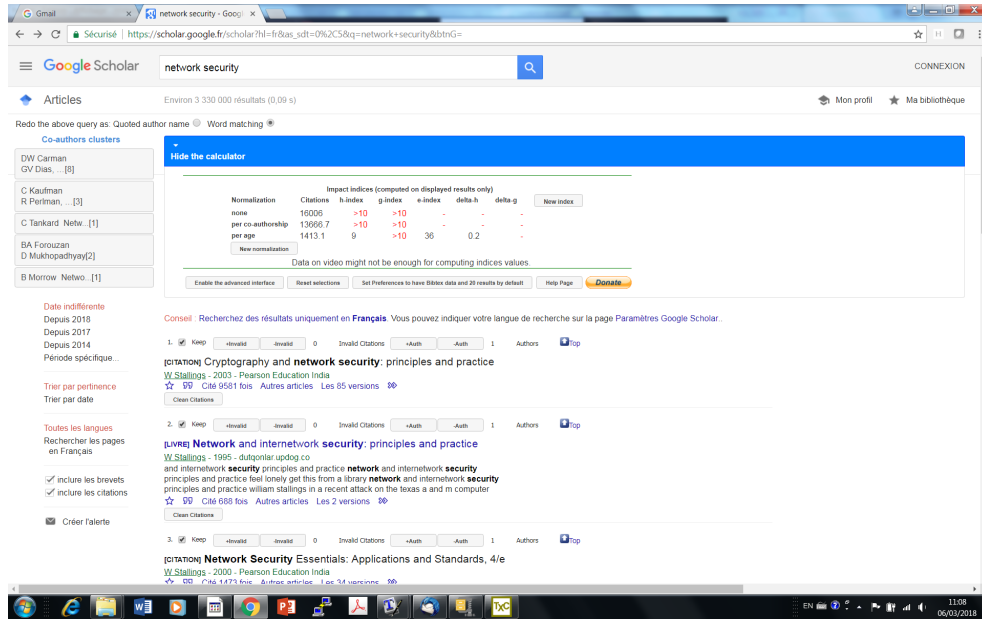 Gmail
network security - Googl
Sécurisé https://scholar.google.fr/scholar?hl=fr&as_sdt=0%2C5&q=network+security&btnG=
Google Scholar
network security
CONNEXION
Articles
Environ 3 330 000 résultats (0,09 s)
Mon profil
Ma bibliothèque
Redo the above query as: Quoted author name Word matching
Co-authors clusters
DW Carman
GV Dias, ...[8]
C Kaufman
R Perlman, ...[3]
C Tankard Netw...[1]
BA Forouzan
D Mukhopadhyay[2]
B Morrow Netwo...[1]
Date indifférente
Depuis 2018
Depuis 2017
Depuis 2014
Période spécifique...
Trier par pertinence
Trier par date
Toutes les langues
Rechercher les pages
en Français
inclure les brevets
inclure les citations
Créer l'alerte
Hide the calculator
Impact indices (computed on displayed results only)
Normalization Citations h-index g-index e-index delta-h delta-g New index
none 16006 >10 >10 - - -
per co-authorship 13666.7 >10 >10 - - -
per age 1413.1 9 >10 36 0.2 -
New normalization
Data on video might not be enough for computing indices values.
Enable the advanced interface Reset selections Set Preferences to have Bibtex data and 20 results by default Help Page Donate
Conseil : Recherchez des résultats uniquement en Français. Vous pouvez indiquer votre langue de recherche sur la page Paramètres Google Scholar..
1. Keep +Invalid -Invalid 0 Invalid Citations +Auth -Auth 1 Authors Top
[CITATION] Cryptography and network security: principles and practice
W Stallings - 2003 - Pearson Education India
Cité 9581 fois Autres articles Les 85 versions
Clean Citations
2. Keep +Invalid -Invalid 0 Invalid Citations +Auth -Auth 1 Authors Top
[LIVRE] Network and internetwork security: principles and practice
W Stallings - 1995 - dutqonlar.updog.co
and internetwork security principles and practice network and internetwork security
principles and practice feel lonely get this from a library network and internetwork security
principles and practice william stallings in a recent attack on the texas a and m computer
Cité 688 fois Autres articles Les 2 versions
Clean Citations
3. Keep +Invalid -Invalid 0 Invalid Citations +Auth -Auth 1 Authors Top
[CITATION] Network Security Essentials: Applications and Standards, 4/e
W Stallings - 2000 - Pearson Education India
Cité 1473 fois Autres articles Les 34 versions
TXC
EN
11:08
06/03/2018